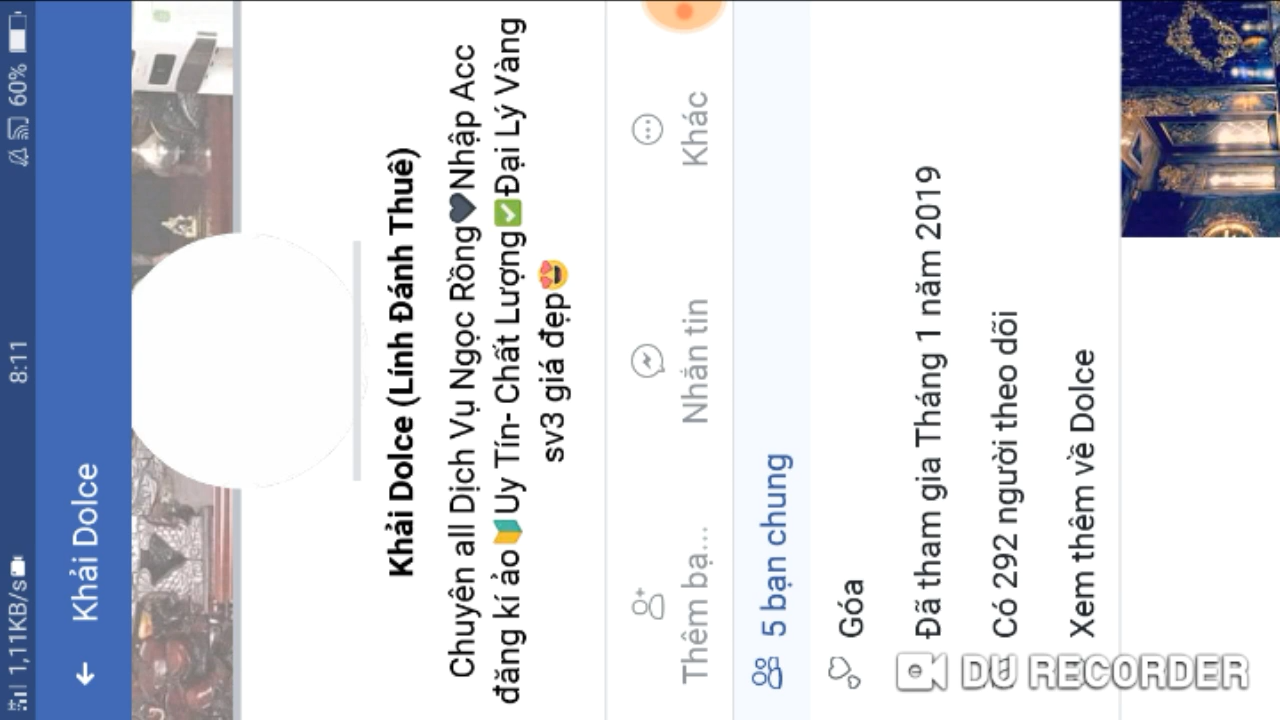 1,11KB/s 8:11 60%
Khải Dolce
Khải Dolce (Lính Đánh Thuê)
Chuyên all Dịch Vụ Ngọc Rồng🖤Nhập Acc
đăng kí ảo🔰Uy Tín- Chất Lượng✅Đại Lý Vàng
sv3 giá đẹp😍
Thêm bạ... Nhắn tin Khác
5 bạn chung
Góa
Đã tham gia Tháng 1 năm 2019
Có 292 người theo dõi
Xem thêm về Dolce
DU RECORDER